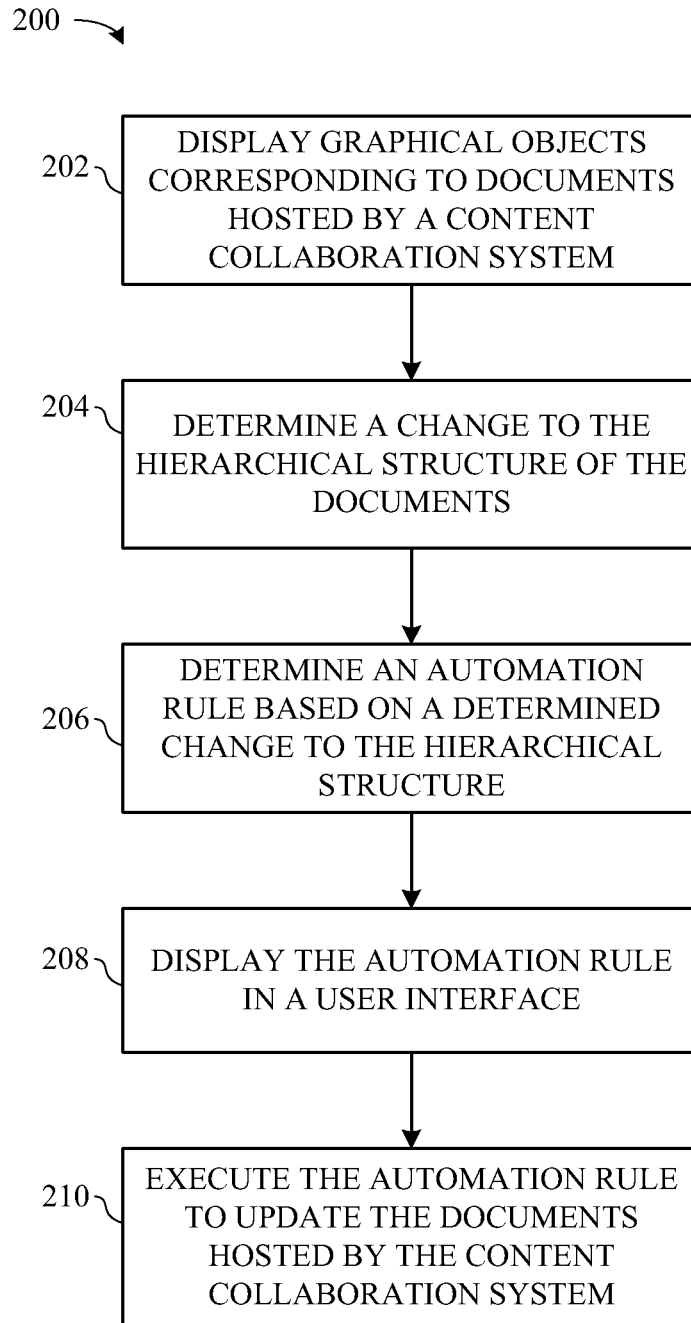 200
202
DISPLAY GRAPHICAL OBJECTS
CORRESPONDING TO DOCUMENTS
HOSTED BY A CONTENT
COLLABORATION SYSTEM
204
DETERMINE A CHANGE TO THE
HIERARCHICAL STRUCTURE OF THE
DOCUMENTS
206
DETERMINE AN AUTOMATION
RULE BASED ON A DETERMINED
CHANGE TO THE HIERARCHICAL
STRUCTURE
208
DISPLAY THE AUTOMATION RULE
IN A USER INTERFACE
210
EXECUTE THE AUTOMATION RULE
TO UPDATE THE DOCUMENTS
HOSTED BY THE CONTENT
COLLABORATION SYSTEM